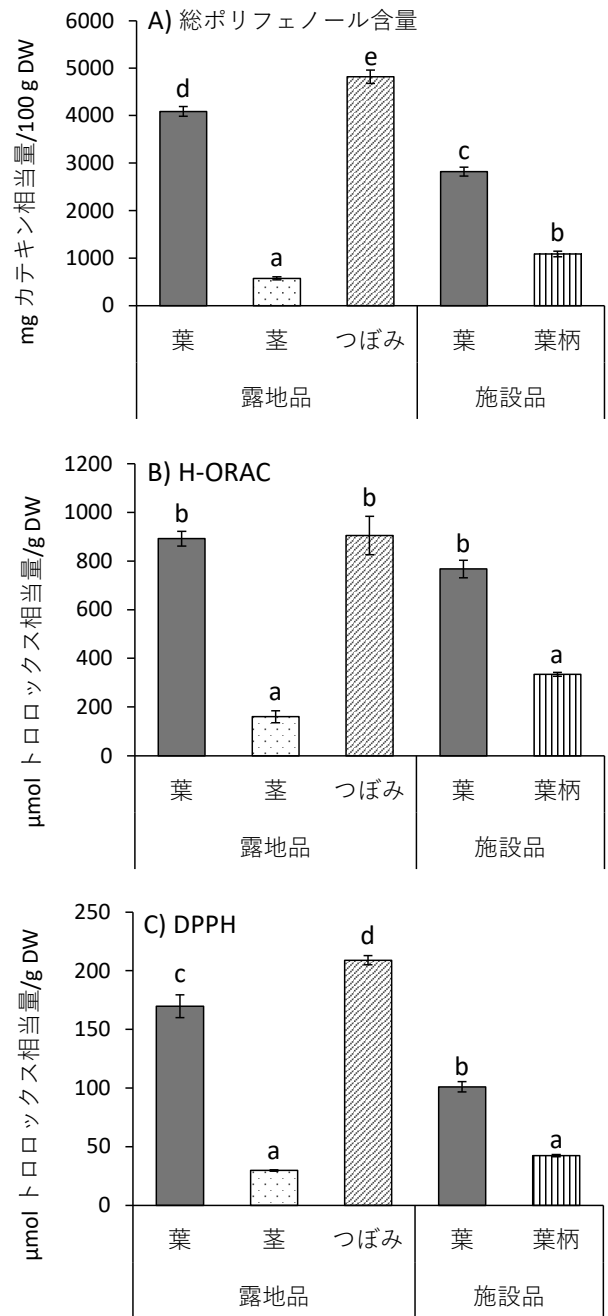 A) 総ポリフェノール含量
mg カテキン相当量/100 g DW
6000
5000
4000
3000
2000
1000
0
d
a
e
c
b
葉 茎 つぼみ 葉 葉柄
露地品 施設品
B) H-ORAC
µmol トロロックス相当量/g DW
1200
1000
800
600
400
200
0
b
a
b
b
a
葉 茎 つぼみ 葉 葉柄
露地品 施設品
C) DPPH
µmol トロロックス相当量/g DW
250
200
150
100
50
0
c
a
d
b
a
葉 茎 つぼみ 葉 葉柄
露地品 施設品